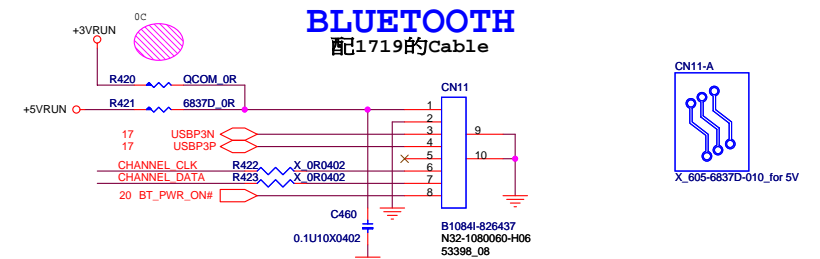 0C
BLUETOOTH
配1719的Cable
+3VRUN
R420 QCOM_0R
+5VRUN R421 6837D_0R
CN11
1
2
17 USBP3N 3 9
17 USBP3P 4
5 10
CHANNEL_CLK R422 X_0R0402 6
CHANNEL_DATA R423 X_0R0402 7
20 BT_PWR_ON# 8
C460
0.1U10X0402
B1084I-826437
N32-1080060-H06
53398_08
CN11-A
X_605-6837D-010_for 5V